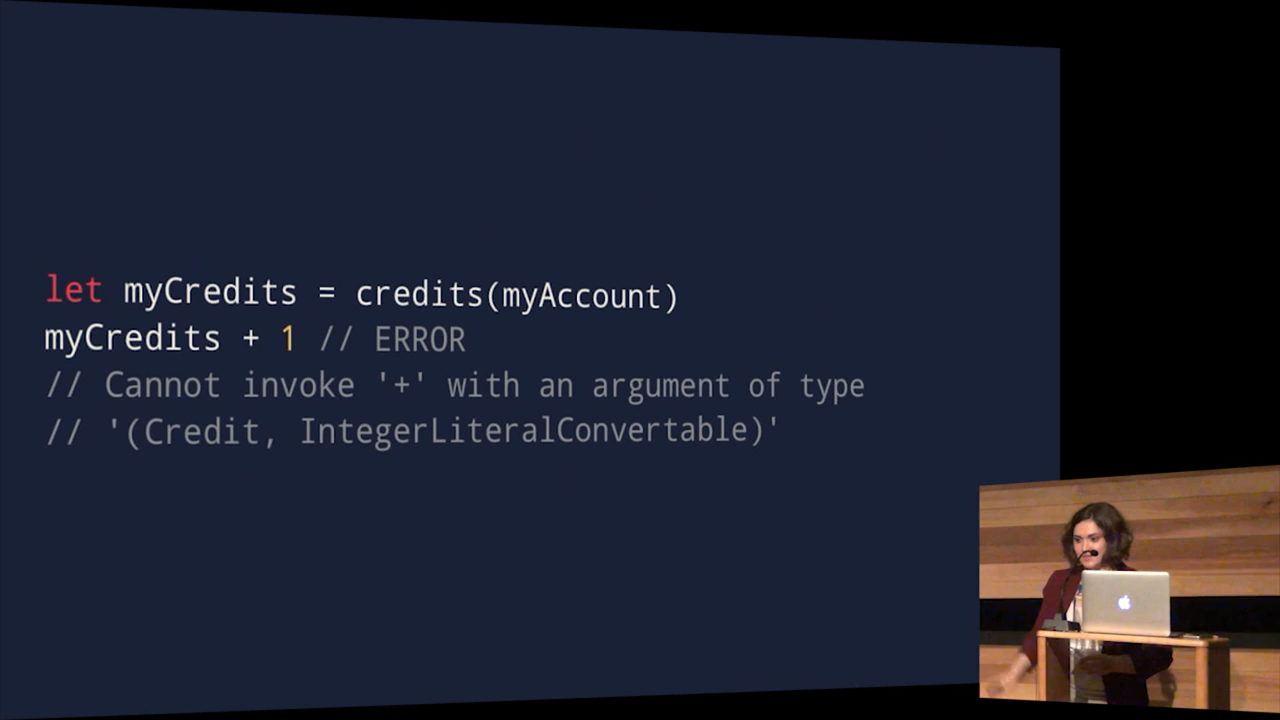 let myCredits = credits(myAccount)
myCredits + 1 // ERROR
// Cannot invoke '+' with an argument of type
// '(Credit, IntegerLiteralConvertable)'